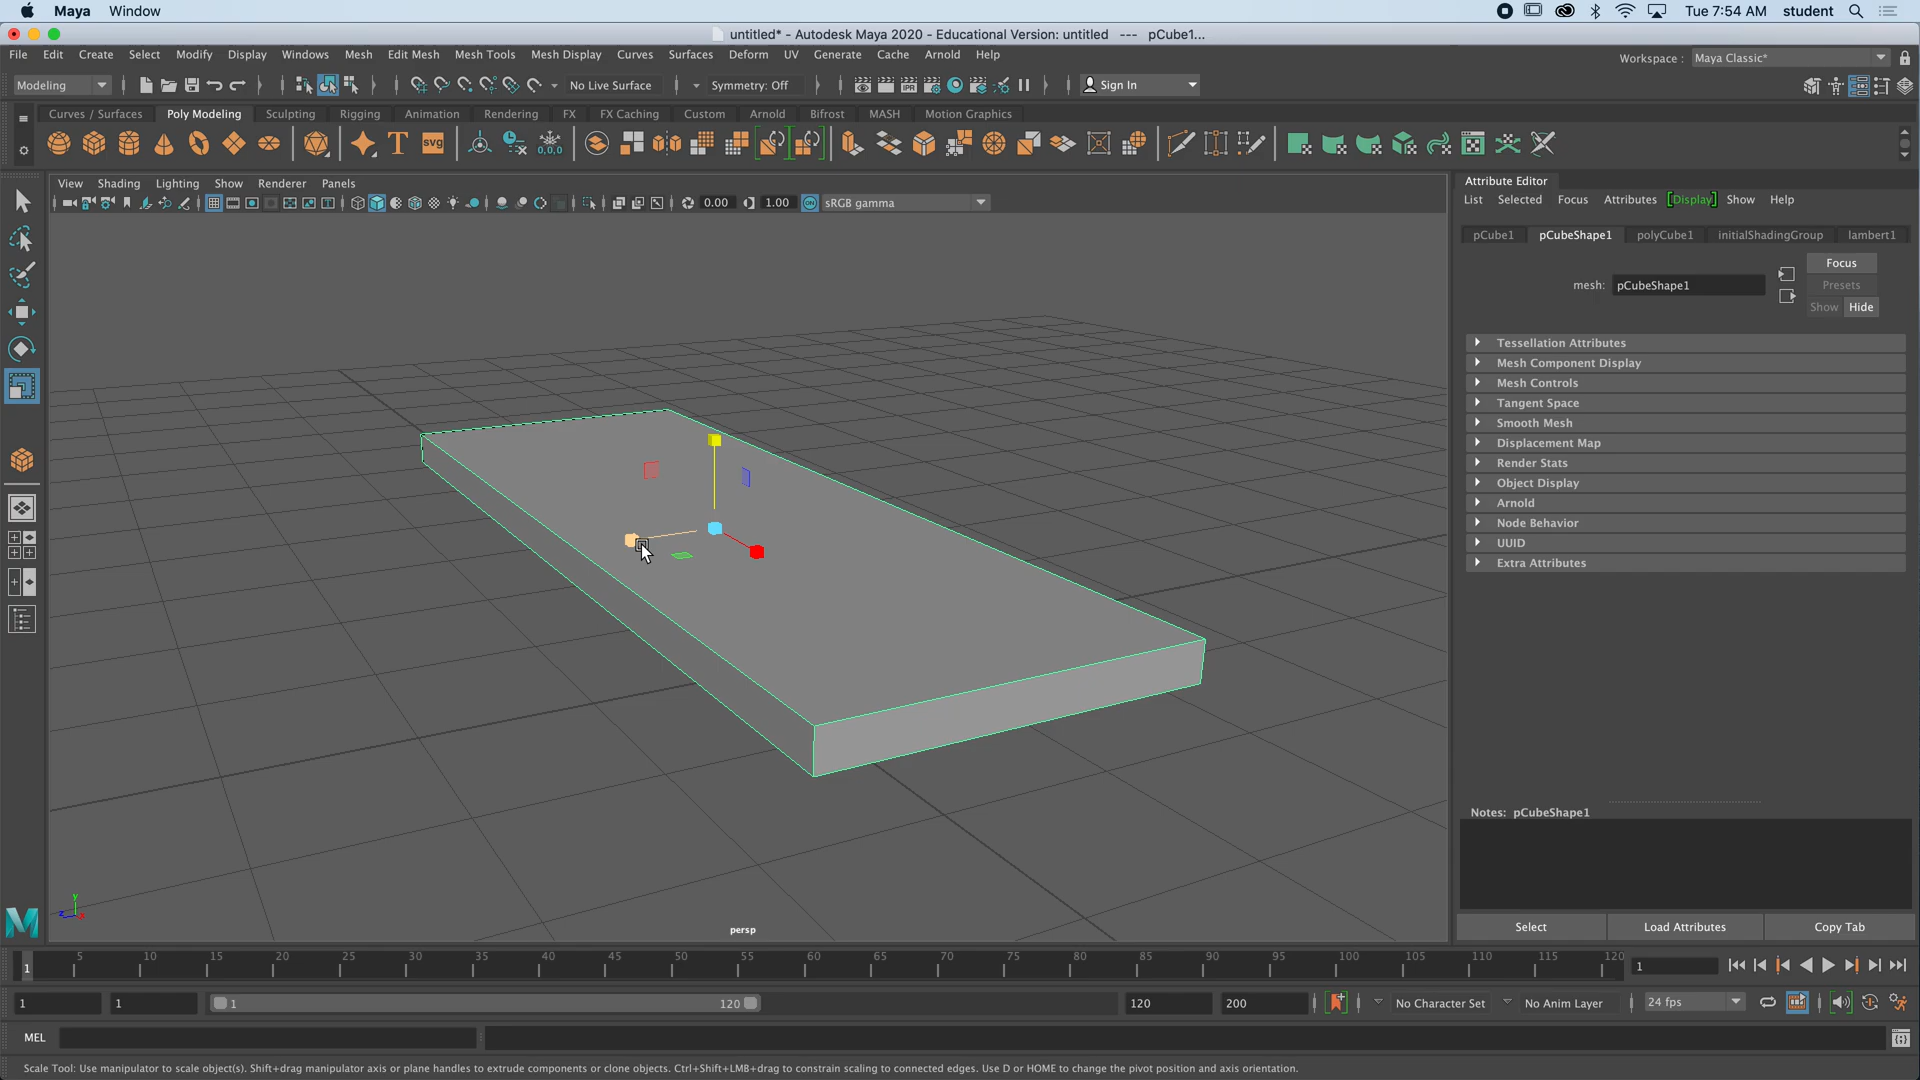 Maya Window Tue 7:54 AM student
untitled* - Autodesk Maya 2020 - Educational Version: untitled --- pCube1...
File Edit Create Select Modify Display Windows Mesh Edit Mesh Mesh Tools Mesh Display Curves Surfaces Deform UV Generate Cache Arnold Help
Workspace : Maya Classic*
Modeling No Live Surface Symmetry: Off Sign In
Curves / Surfaces Poly Modeling Sculpting Rigging Animation Rendering FX FX Caching Custom Arnold Bifrost MASH Motion Graphics
SVG 0,0,0
View Shading Lighting Show Renderer Panels
0.00 1.00 ON sRGB gamma
Attribute Editor
List Selected Focus Attributes [Display] Show Help
pCube1 pCubeShape1 polyCube1 initialShadingGroup lambert1
Focus
mesh: pCubeShape1
Presets
Show Hide
Tessellation Attributes
Mesh Component Display
Mesh Controls
Tangent Space
Smooth Mesh
Displacement Map
Render Stats
Object Display
Arnold
Node Behavior
UUID
Extra Attributes
Notes: pCubeShape1
Select Load Attributes Copy Tab
y
z x
persp
5 10 15 20 25 30 35 40 45 50 55 60 65 70 75 80 85 90 95 100 105 110 115 120
1 1
1 1 1 120 120 200 No Character Set No Anim Layer 24 fps
MEL
Scale Tool: Use manipulator to scale object(s). Shift+drag manipulator axis or plane handles to extrude components or clone objects. Ctrl+Shift+LMB+drag to constrain scaling to connected edges. Use D or HOME to change the pivot position and axis orientation.